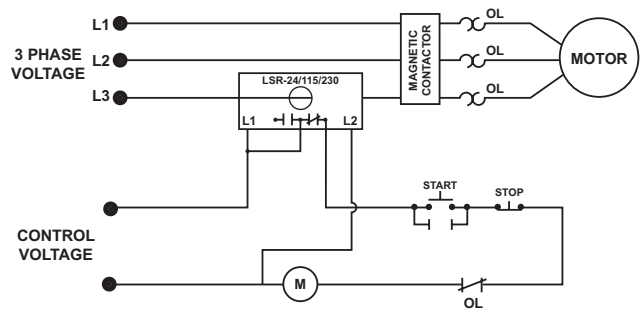 L1
OL
3 PHASE
VOLTAGE
L2
MAGNETIC
CONTACTOR
OL
MOTOR
LSR-24/115/230
L3
OL
L1
L2
START
STOP
CONTROL
VOLTAGE
M
OL